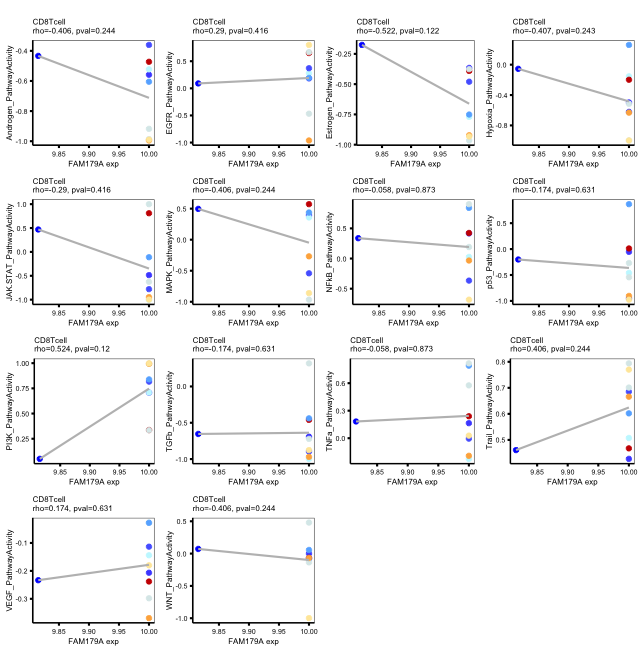 CD8Tcell
rho=-0.406, pval=0.244
Androgen_PathwayActivity
-0.4
-0.6
-0.8
-1.0
9.85
9.90
9.95
10.00
FAM179A exp
CD8Tcell
rho=0.29, pval=0.416
EGFR_PathwayActivity
0.5
0.0
-0.5
-1.0
9.85
9.90
9.95
10.00
FAM179A exp
CD8Tcell
rho=-0.522, pval=0.122
Estrogen_PathwayActivity
-0.25
-0.50
-0.75
-1.00
9.85
9.90
9.95
10.00
FAM179A exp
CD8Tcell
rho=-0.407, pval=0.243
Hypoxia_PathwayActivity
0.0
-0.4
-0.8
9.85
9.90
9.95
10.00
FAM179A exp
CD8Tcell
rho=-0.29, pval=0.416
JAK.STAT_PathwayActivity
1.0
0.5
0.0
-0.5
-1.0
9.85
9.90
9.95
10.00
FAM179A exp
CD8Tcell
rho=-0.406, pval=0.244
MAPK_PathwayActivity
0.5
0.0
-0.5
-1.0
9.85
9.90
9.95
10.00
FAM179A exp
CD8Tcell
rho=-0.058, pval=0.873
NFkB_PathwayActivity
0.5
0.0
-0.5
9.85
9.90
9.95
10.00
FAM179A exp
CD8Tcell
rho=-0.174, pval=0.631
p53_PathwayActivity
0.5
0.0
-0.5
-1.0
9.85
9.90
9.95
10.00
FAM179A exp
CD8Tcell
rho=0.524, pval=0.12
PI3K_PathwayActivity
1.00
0.75
0.50
0.25
9.85
9.90
9.95
10.00
FAM179A exp
CD8Tcell
rho=-0.174, pval=0.631
TGFb_PathwayActivity
0.0
-0.5
-1.0
9.85
9.90
9.95
10.00
FAM179A exp
CD8Tcell
rho=-0.058, pval=0.873
TNFa_PathwayActivity
0.6
0.3
0.0
9.85
9.90
9.95
10.00
FAM179A exp
CD8Tcell
rho=0.406, pval=0.244
Trail_PathwayActivity
0.8
0.7
0.6
0.5
9.85
9.90
9.95
10.00
FAM179A exp
CD8Tcell
rho=0.174, pval=0.631
VEGF_PathwayActivity
-0.1
-0.2
-0.3
9.85
9.90
9.95
10.00
FAM179A exp
CD8Tcell
rho=-0.406, pval=0.244
WNT_PathwayActivity
0.5
0.0
-0.5
-1.0
9.85
9.90
9.95
10.00
FAM179A exp